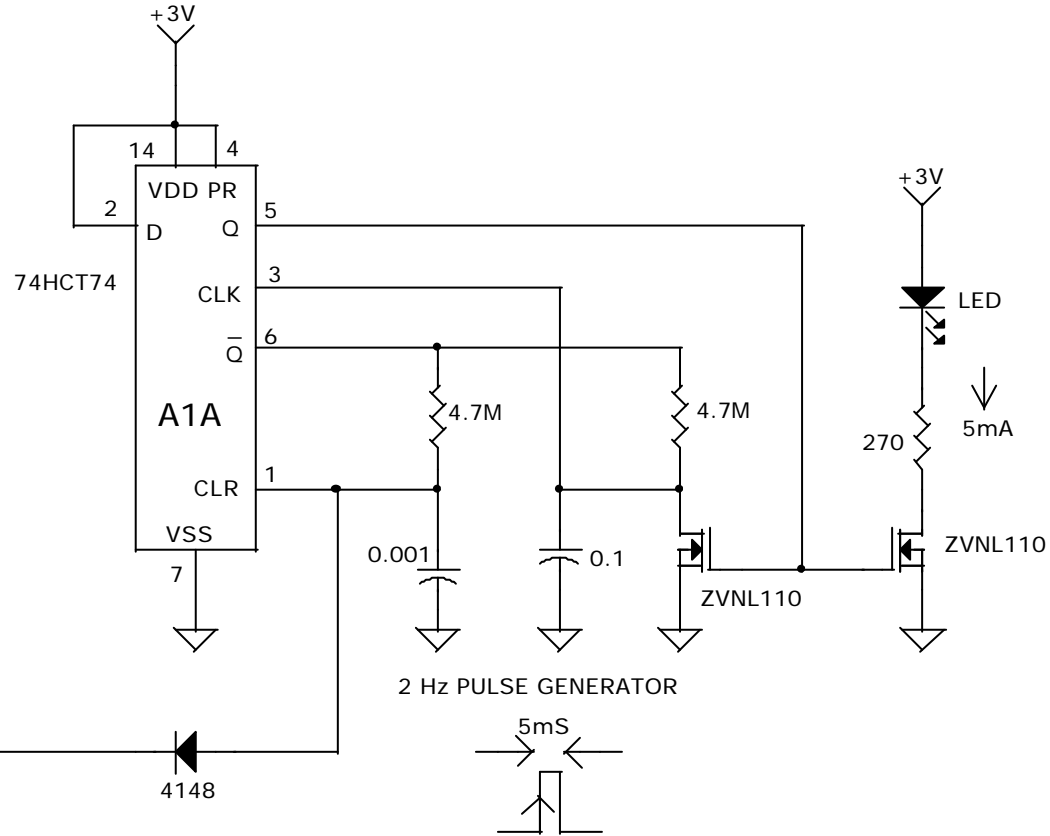 +3V
14
4
VDD PR
2
5
D
Q
+3V
74HCT74
3
CLK
LED
6
Q̅
A1A
4.7M
4.7M
5mA
270
1
CLR
VSS
0.001
0.1
ZVNL110
7
ZVNL110
2 Hz PULSE GENERATOR
5mS
4148